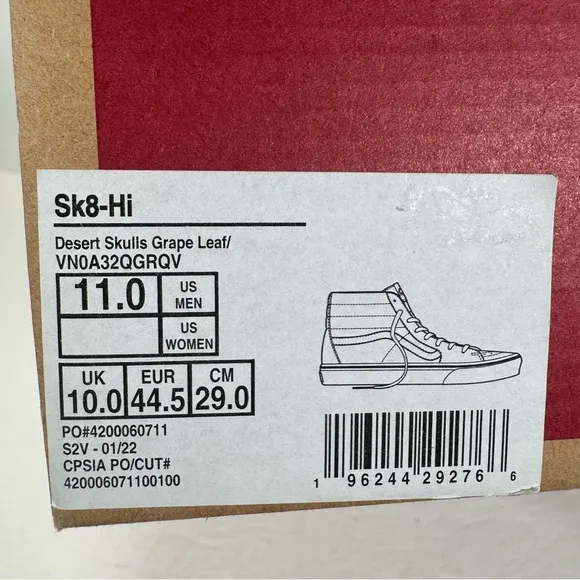 Sk8-Hi
Desert Skulls Grape Leaf/
VN0A32QGRQV
11.0 US MEN
US WOMEN
UK EUR CM
10.0 44.5 29.0
PO#4200060711
S2V - 01/22
CPSIA PO/CUT#
420006071100100
1 96244 29276 6